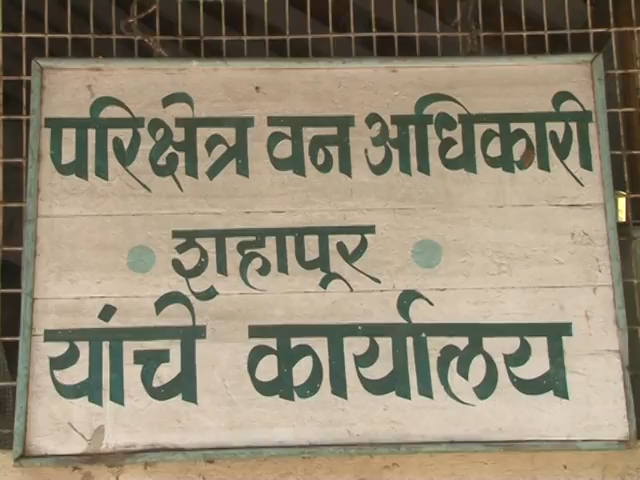 परिक्षेत्र वन अधिकारी
शहापूर
यांचे कार्यालय